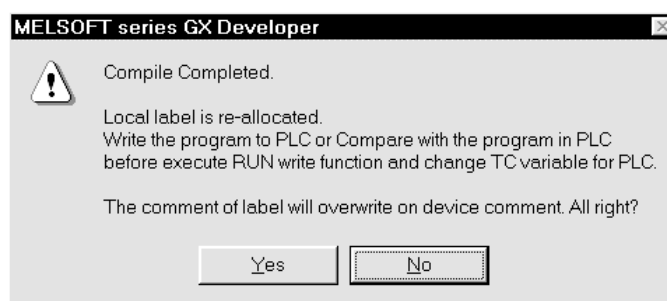 MELSOFT series GX Developer
Compile Completed.
Local label is re-allocated.
Write the program to PLC or Compare with the program in PLC
before execute RUN write function and change TC variable for PLC.
The comment of label will overwrite on device comment. All right?
Yes
No